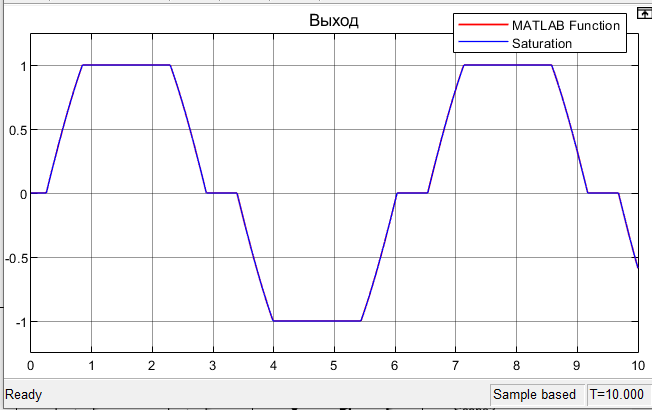 Выход
MATLAB Function
Saturation
1
0.5
0
-0.5
-1
0 1 2 3 4 5 6 7 8 9 10
Ready Sample based T=10.000